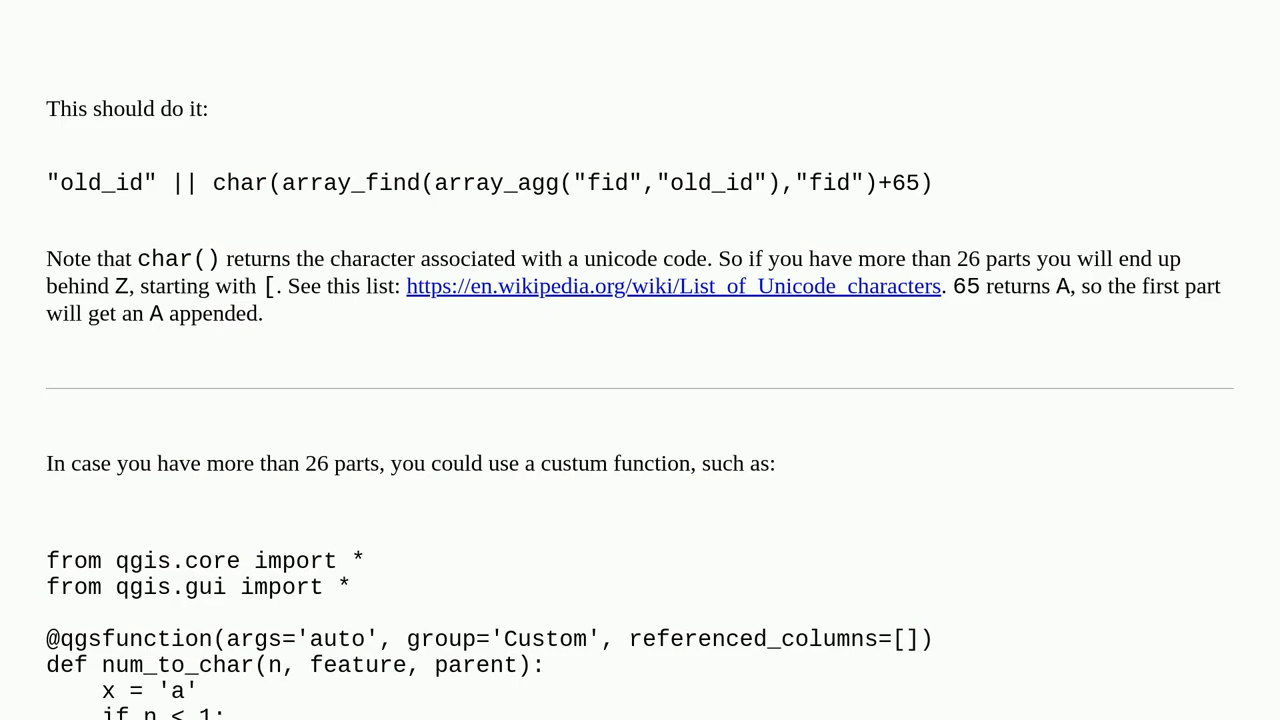 This should do it:
"old_id" || char(array_find(array_agg("fid","old_id"),"fid")+65)
Note that char() returns the character associated with a unicode code. So if you have more than 26 parts you will end up
behind Z, starting with [. See this list: https://en.wikipedia.org/wiki/List_of_Unicode_characters. 65 returns A, so the first part
will get an A appended.
In case you have more than 26 parts, you could use a custum function, such as:
from qgis.core import *
from qgis.gui import *
@qgsfunction(args='auto', group='Custom', referenced_columns=[])
def num_to_char(n, feature, parent):
    x = 'a'
    if n < 1: